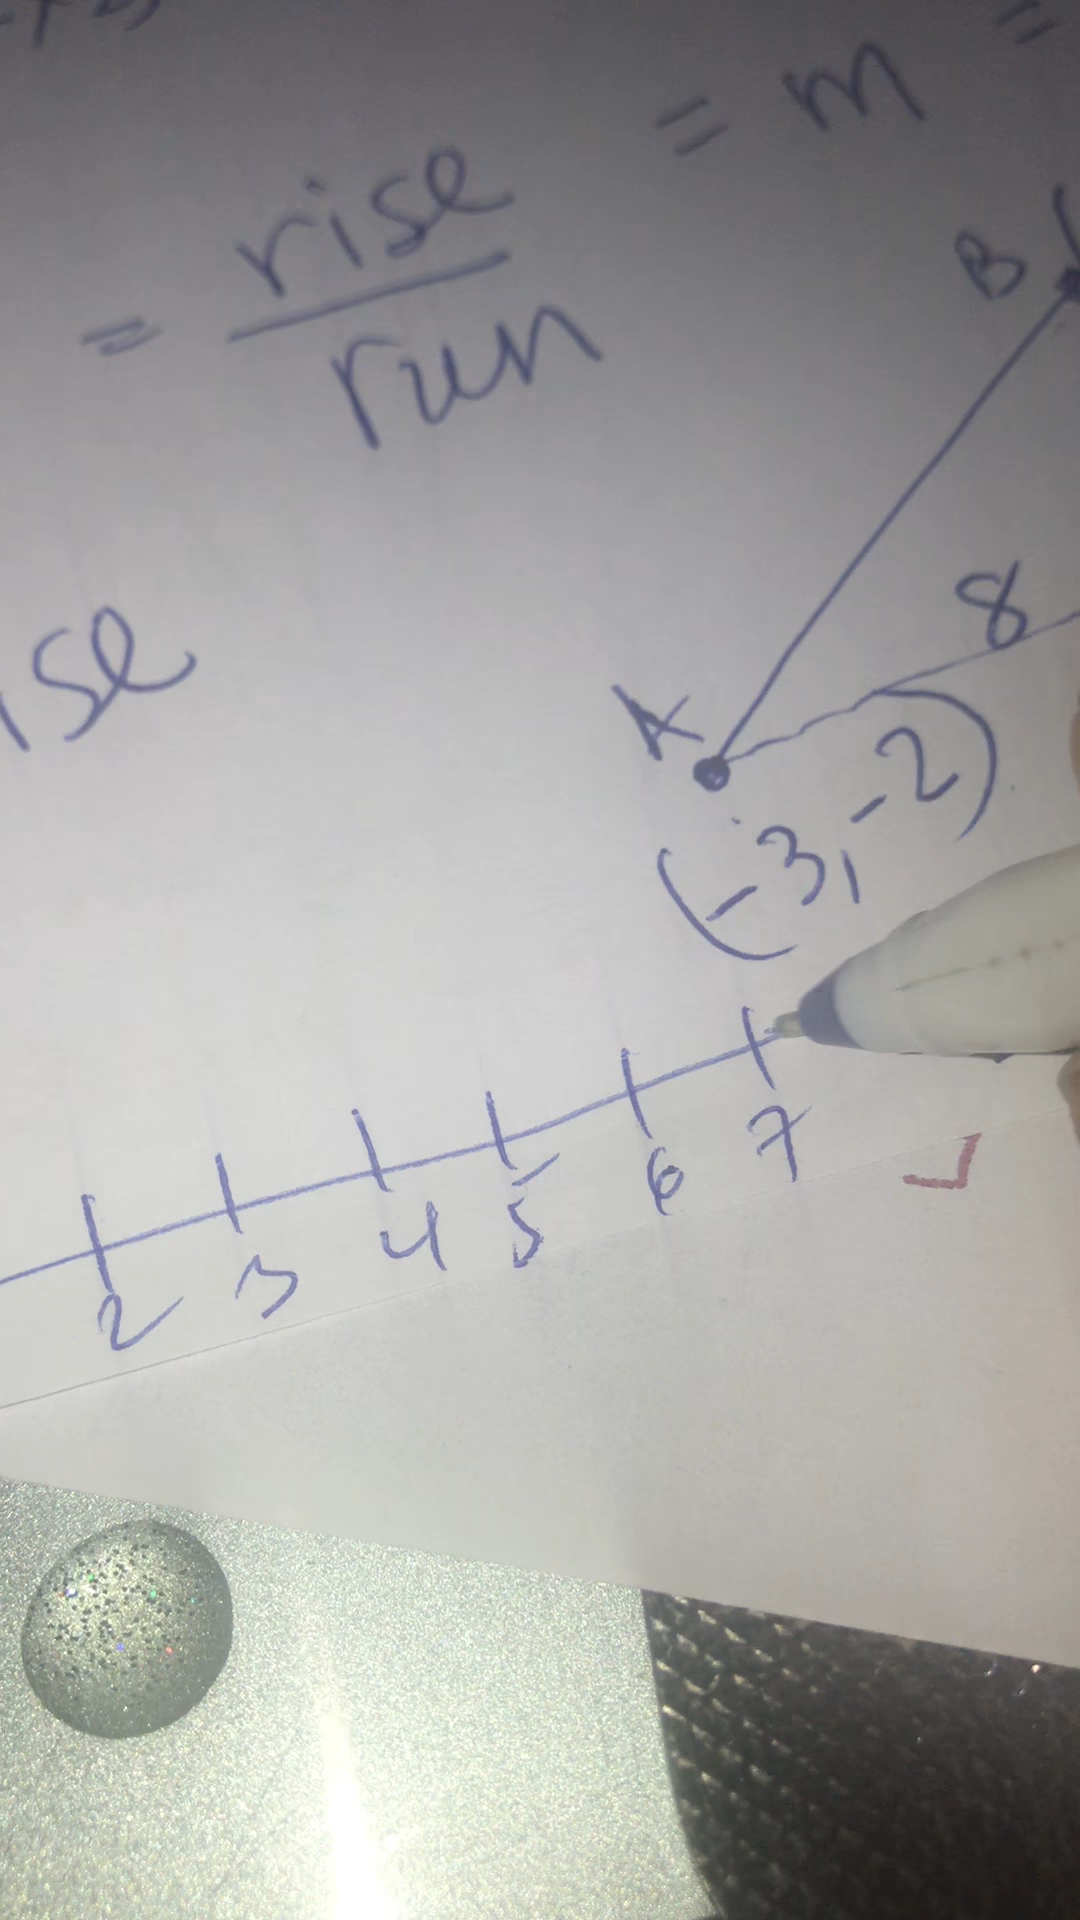 = m =
= rise
run
B
8
ise
A
(-3, -2)
2 3 4 5 6 7